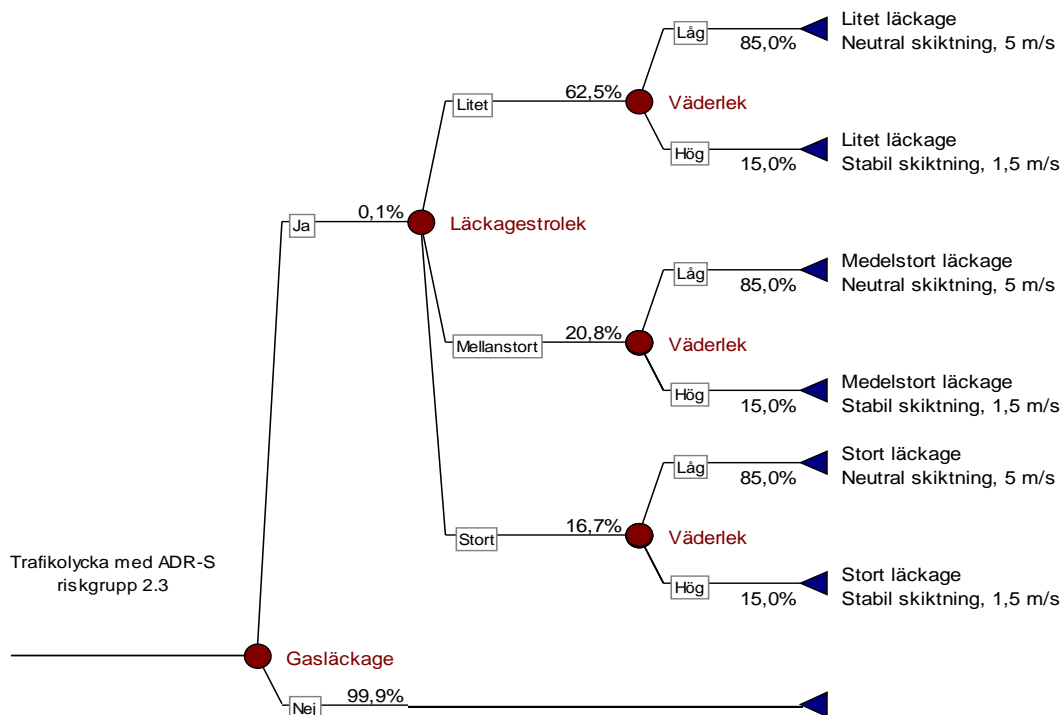 Låg
85,0%
Litet läckage
Neutral skiktning, 5 m/s
Litet
62,5%
Väderlek
Hög
15,0%
Litet läckage
Stabil skiktning, 1,5 m/s
Ja
0,1%
Läckagestrolek
Låg
85,0%
Medelstort läckage
Neutral skiktning, 5 m/s
Mellanstort
20,8%
Väderlek
Hög
15,0%
Medelstort läckage
Stabil skiktning, 1,5 m/s
Låg
85,0%
Stort läckage
Neutral skiktning, 5 m/s
Stort
16,7%
Väderlek
Hög
15,0%
Stort läckage
Stabil skiktning, 1,5 m/s
Trafikolycka med ADR-S
riskgrupp 2.3
Gasläckage
Nej
99,9%